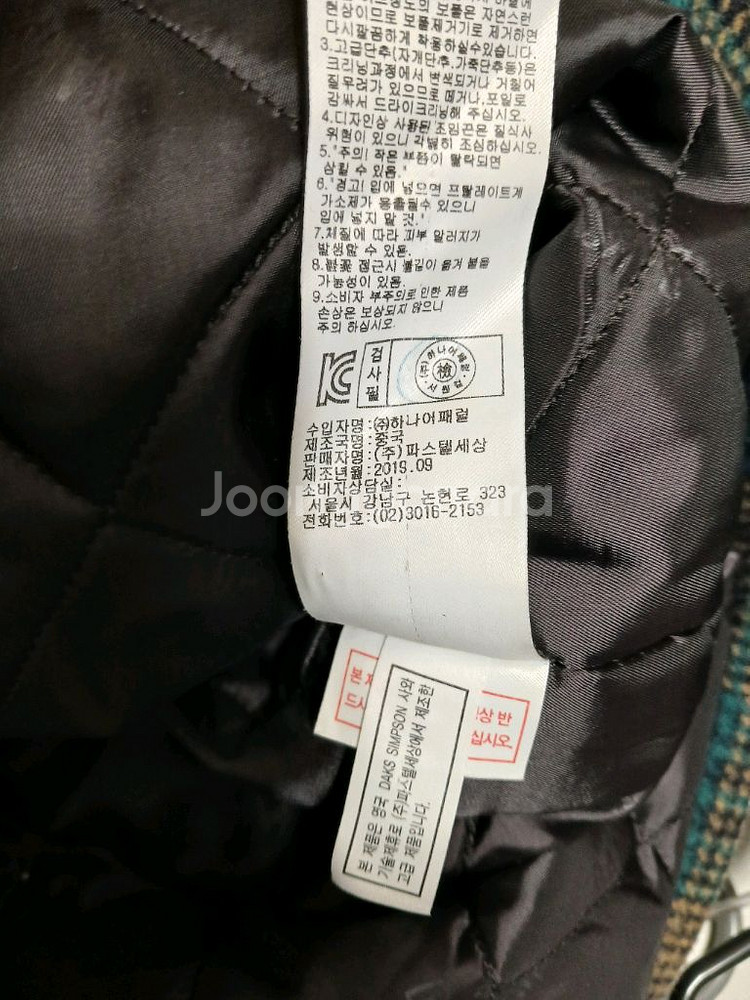 현상이므로 보풀제거기로 제거하면
다시깔끔하게 착용하실수있습니다.
3.고급단추(자개단추,가죽단추등)은
크리닝과정에서 변색되거나 거칠어
질우려가 있으므로 떼거나,포일로
감싸서 드라이크리닝해 주십시오.
4.디자인상 사용된 조임끈은 질식사
위험이 있으니 각별히 조심하십시오.
5."주의! 작은 부품이 탈락되면
삼킬수 있음."
6."경고! 입에 넣으면 프탈레이트계
가소제가 용출될수 있으니
입에 넣지 말 것."
7.체질에 따라 피부 알러지가
발생할 수 있음.
8.불꽃 접근시 불길이 옮겨 붙을
가능성이 있음.
9.소비자 부주의로 인한 제품
손상은 보상되지 않으니
주의 하십시오.
검사필
(주)하나어패럴
檢
수입자명:㈜하나어패럴
제조국명:중국
판매자명:(주)파스텔세상
제조년월:2019.09
소비자상담실:
서울시 강남구 논현로 323
전화번호:(02)3016-2153
상 반
십시오.
본 제품은 영국 DAKS SIMPSON 사와
기술제휴로 (주)파스텔세상에서 제조한
고급 제품입니다.